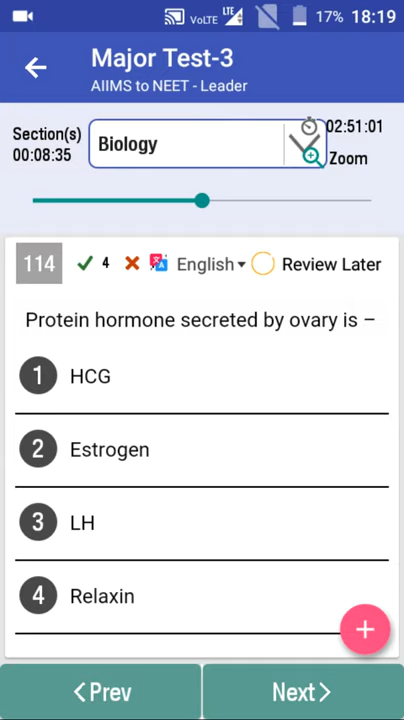 VoLTE LTE 17% 18:19
Major Test-3
AIIMS to NEET - Leader
Section(s)
00:08:35
Biology
02:51:01
Zoom
114 4 English Review Later
Protein hormone secreted by ovary is –
1 HCG
2 Estrogen
3 LH
4 Relaxin
+
<Prev Next>